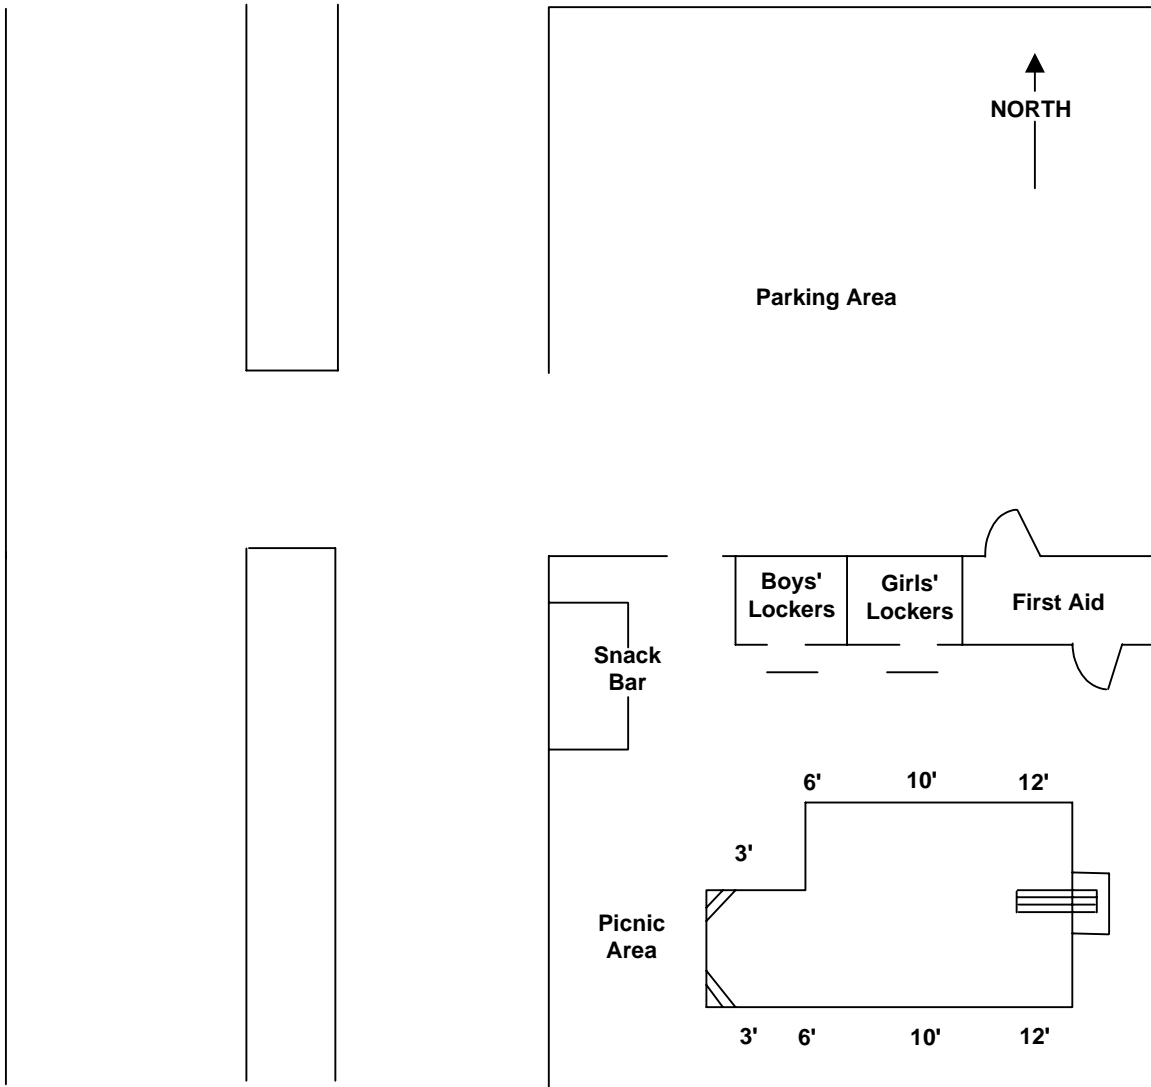 NORTH
Parking Area
Boys'
Lockers
Girls'
Lockers
First Aid
Snack
Bar
6' 10' 12'
3'
Picnic
Area
3' 6' 10' 12'